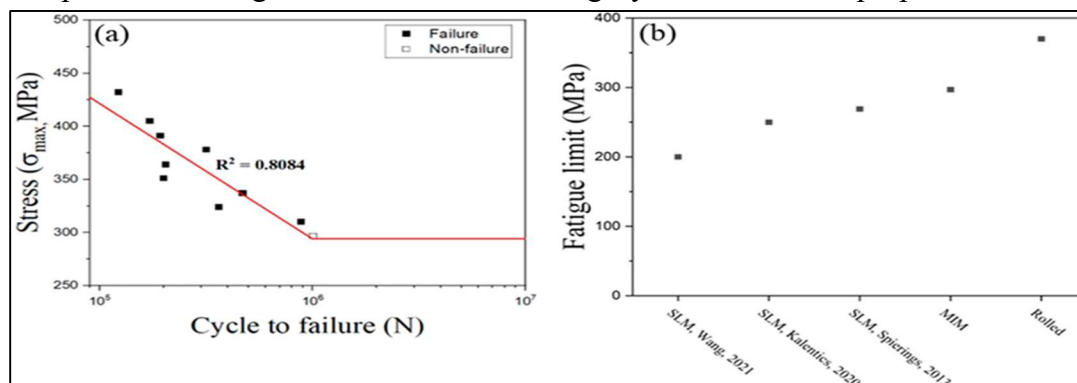 (a)
Failure
Non-failure
500
450
400
350
300
250
Stress (σmax, MPa)
R² = 0.8084
10⁵
10⁶
10⁷
Cycle to failure (N)
(b)
400
300
200
100
0
Fatigue limit (MPa)
SLM, Wang, 2021
SLM, Kalentics, 2020
SLM, Spierings,
MIM
Rolled